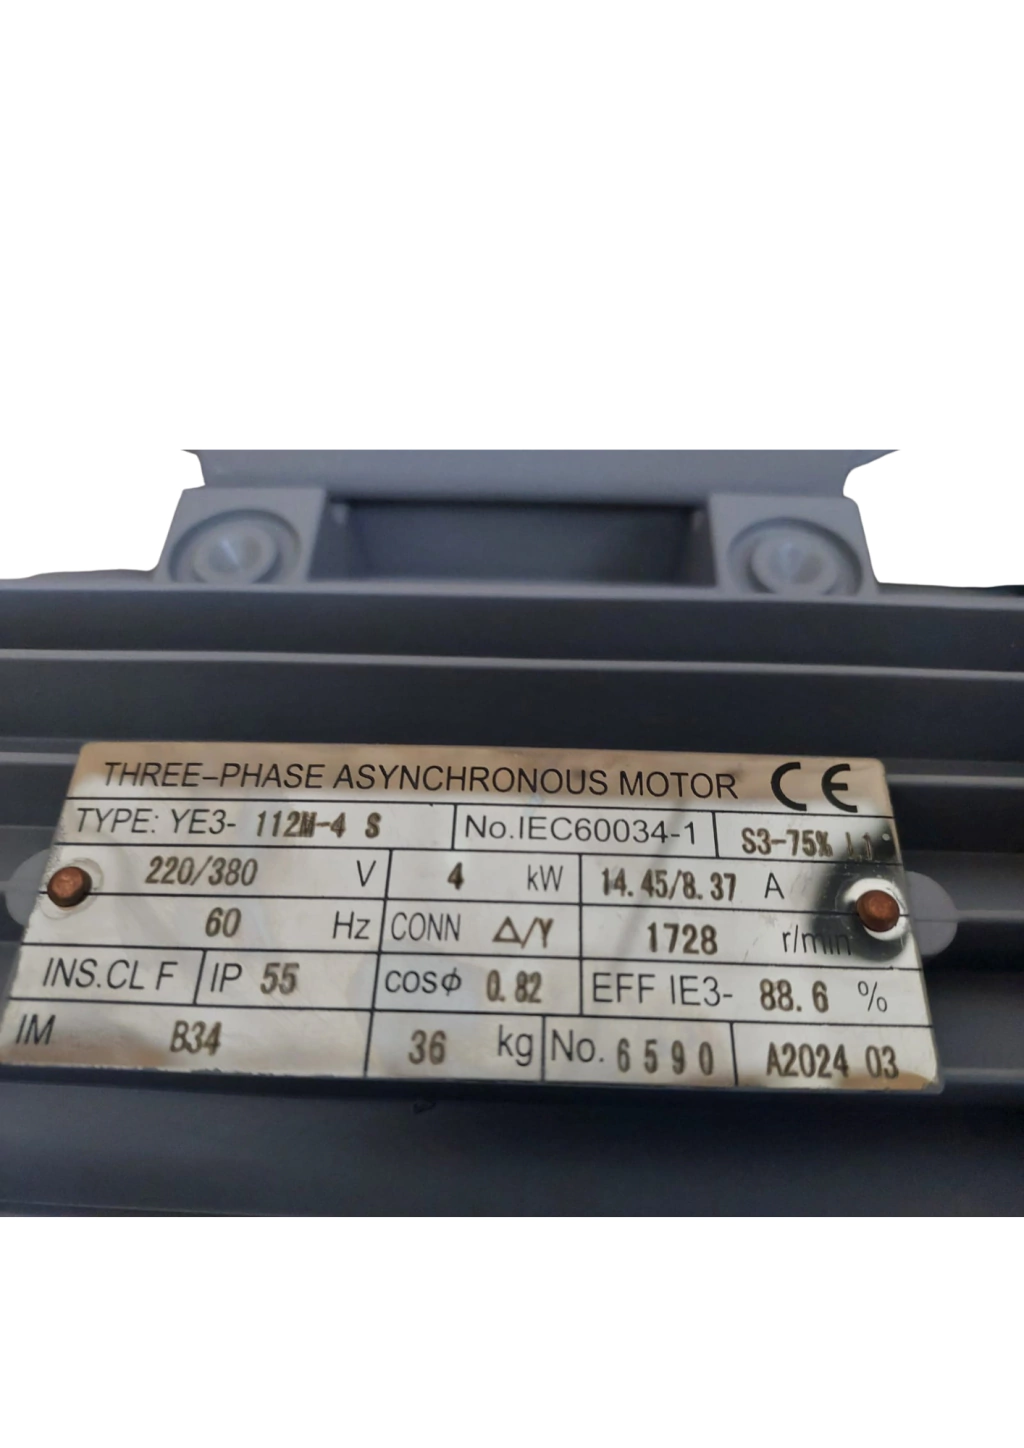 THREE-PHASE ASYNCHRONOUS MOTOR CE
TYPE: YE3- 112M-4 S No.IEC60034-1 S3-75%
220/380 V 4 kW 14.45/8.37 A
60 Hz CONN Δ/Y 1728 r/min
INS.CL F IP 55 COSΦ 0.82 EFF IE3- 88.6 %
IM B34 36 kg No. 6590 A2024 03